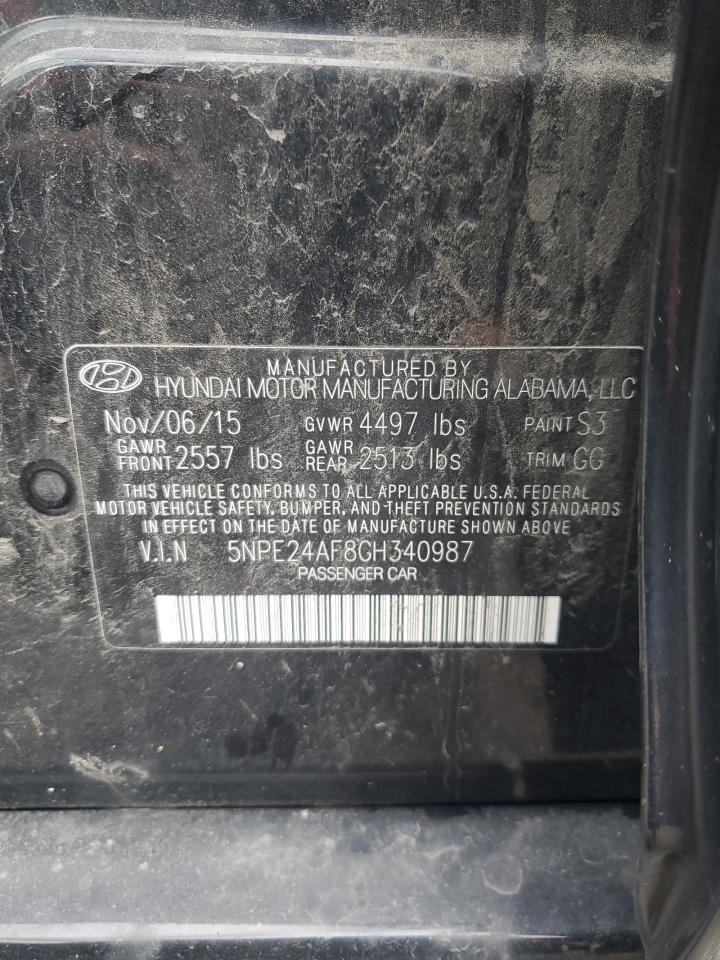 MANUFACTURED BY
HYUNDAI MOTOR MANUFACTURING ALABAMA, LLC
Nov/06/15 GVWR 4497 lbs PAINT S3
GAWR FRONT 2557 lbs GAWR REAR 2513 lbs TRIM GG
THIS VEHICLE CONFORMS TO ALL APPLICABLE U.S.A. FEDERAL
MOTOR VEHICLE SAFETY, BUMPER, AND THEFT PREVENTION STANDARDS
IN EFFECT ON THE DATE OF MANUFACTURE SHOWN ABOVE
V.I.N 5NPE24AF8GH340987
PASSENGER CAR